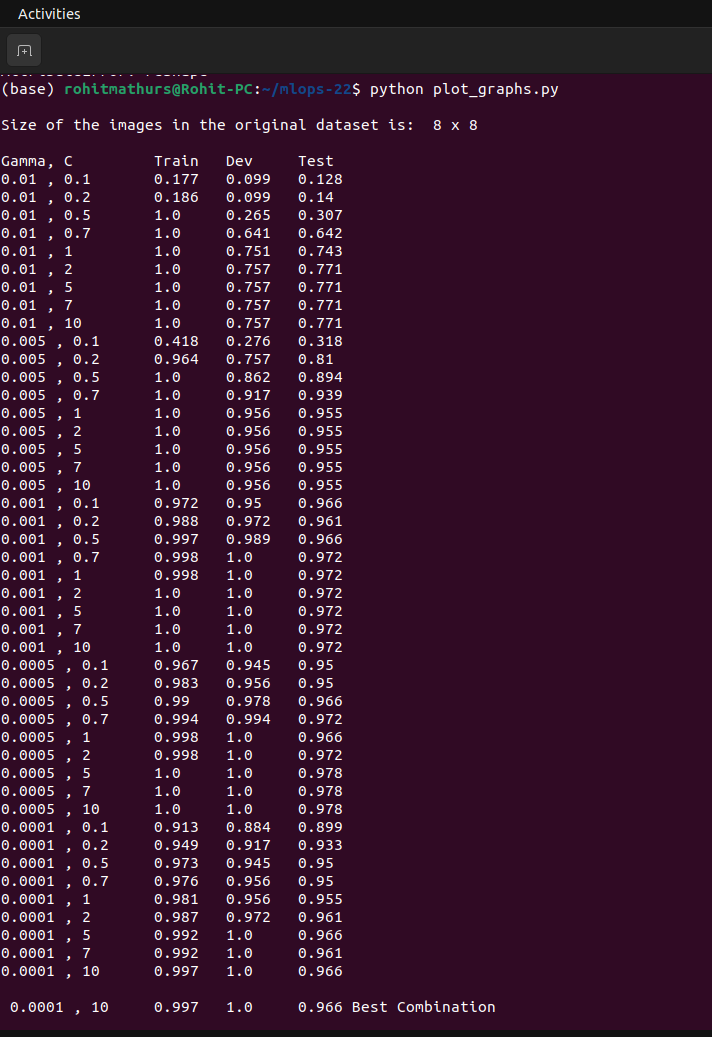 Activities
(base) rohitmathurs@Rohit-PC:~/mlops-22$ python plot_graphs.py
Size of the images in the original dataset is:  8 x 8
Gamma, C         Train   Dev     Test
0.01 , 0.1       0.177   0.099   0.128
0.01 , 0.2       0.186   0.099   0.14
0.01 , 0.5       1.0     0.265   0.307
0.01 , 0.7       1.0     0.641   0.642
0.01 , 1         1.0     0.751   0.743
0.01 , 2         1.0     0.757   0.771
0.01 , 5         1.0     0.757   0.771
0.01 , 7         1.0     0.757   0.771
0.01 , 10        1.0     0.757   0.771
0.005 , 0.1      0.418   0.276   0.318
0.005 , 0.2      0.964   0.757   0.81
0.005 , 0.5      1.0     0.862   0.894
0.005 , 0.7      1.0     0.917   0.939
0.005 , 1        1.0     0.956   0.955
0.005 , 2        1.0     0.956   0.955
0.005 , 5        1.0     0.956   0.955
0.005 , 7        1.0     0.956   0.955
0.005 , 10       1.0     0.956   0.955
0.001 , 0.1      0.972   0.95    0.966
0.001 , 0.2      0.988   0.972   0.961
0.001 , 0.5      0.997   0.989   0.966
0.001 , 0.7      0.998   1.0     0.972
0.001 , 1        0.998   1.0     0.972
0.001 , 2        1.0     1.0     0.972
0.001 , 5        1.0     1.0     0.972
0.001 , 7        1.0     1.0     0.972
0.001 , 10       1.0     1.0     0.972
0.0005 , 0.1     0.967   0.945   0.95
0.0005 , 0.2     0.983   0.956   0.95
0.0005 , 0.5     0.99    0.978   0.966
0.0005 , 0.7     0.994   0.994   0.972
0.0005 , 1       0.998   1.0     0.966
0.0005 , 2       0.998   1.0     0.972
0.0005 , 5       1.0     1.0     0.978
0.0005 , 7       1.0     1.0     0.978
0.0005 , 10      1.0     1.0     0.978
0.0001 , 0.1     0.913   0.884   0.899
0.0001 , 0.2     0.949   0.917   0.933
0.0001 , 0.5     0.973   0.945   0.95
0.0001 , 0.7     0.976   0.956   0.95
0.0001 , 1       0.981   0.956   0.955
0.0001 , 2       0.987   0.972   0.961
0.0001 , 5       0.992   1.0     0.966
0.0001 , 7       0.992   1.0     0.961
0.0001 , 10      0.997   1.0     0.966
 0.0001 , 10     0.997   1.0     0.966 Best Combination